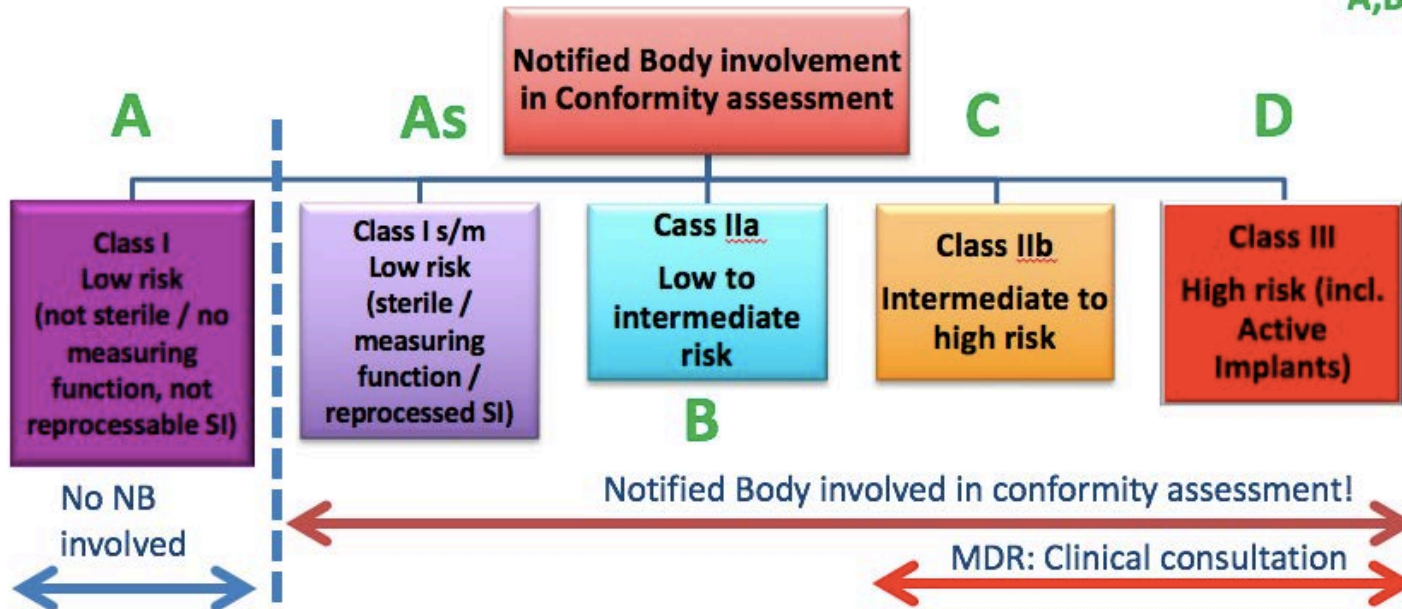 A,B
Notified Body involvement
in Conformity assessment
A
As
C
D
Class I
Low risk
(not sterile / no
measuring
function, not
reprocessable SI)
Class I s/m
Low risk
(sterile /
measuring
function /
reprocessed SI)
Cass IIa
Low to
intermediate
risk
Class IIb
Intermediate to
high risk
Class III
High risk (incl.
Active
Implants)
B
No NB
involved
Notified Body involved in conformity assessment!
MDR: Clinical consultation